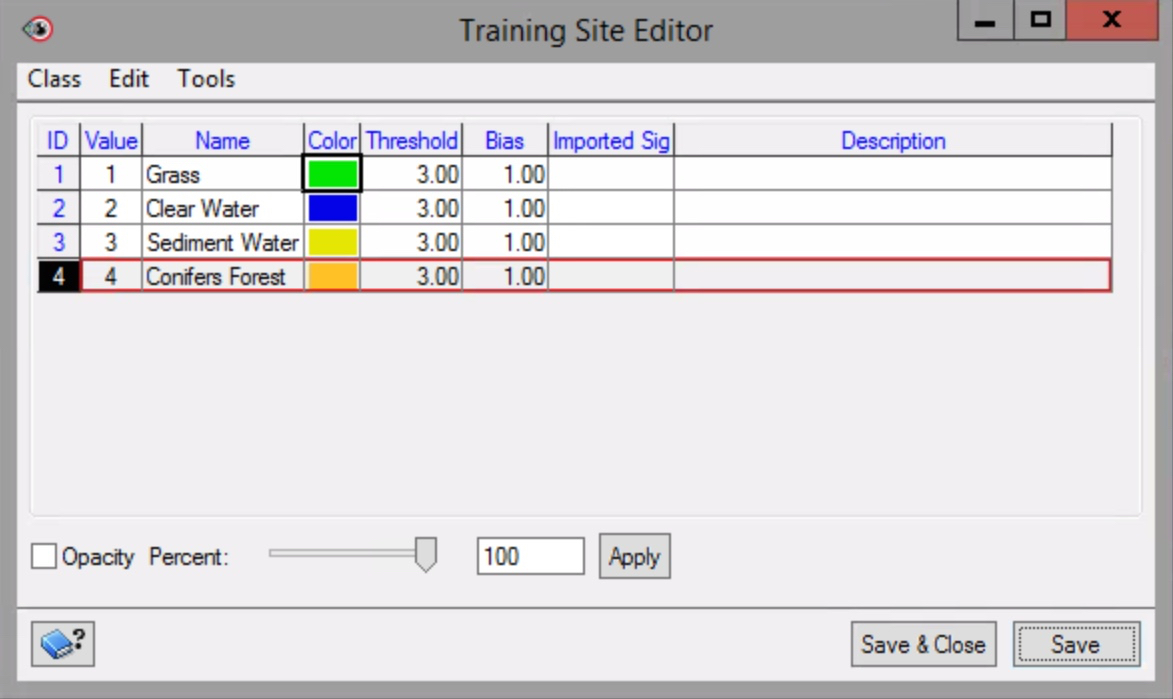 Training Site Editor
Class Edit Tools
ID Value Name Color Threshold Bias Imported Sig Description
1 1 Grass 3.00 1.00
2 2 Clear Water 3.00 1.00
3 3 Sediment Water 3.00 1.00
4 4 Conifers Forest 3.00 1.00
Opacity Percent: 100 Apply
? Save & Close Save